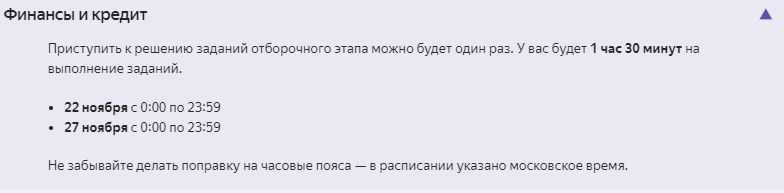 Финансы и кредит
Приступить к решению заданий отборочного этапа можно будет один раз. У вас будет 1 час 30 минут на
выполнение заданий.
• 22 ноября с 0:00 по 23:59
• 27 ноября с 0:00 по 23:59
Не забывайте делать поправку на часовые пояса — в расписании указано московское время.